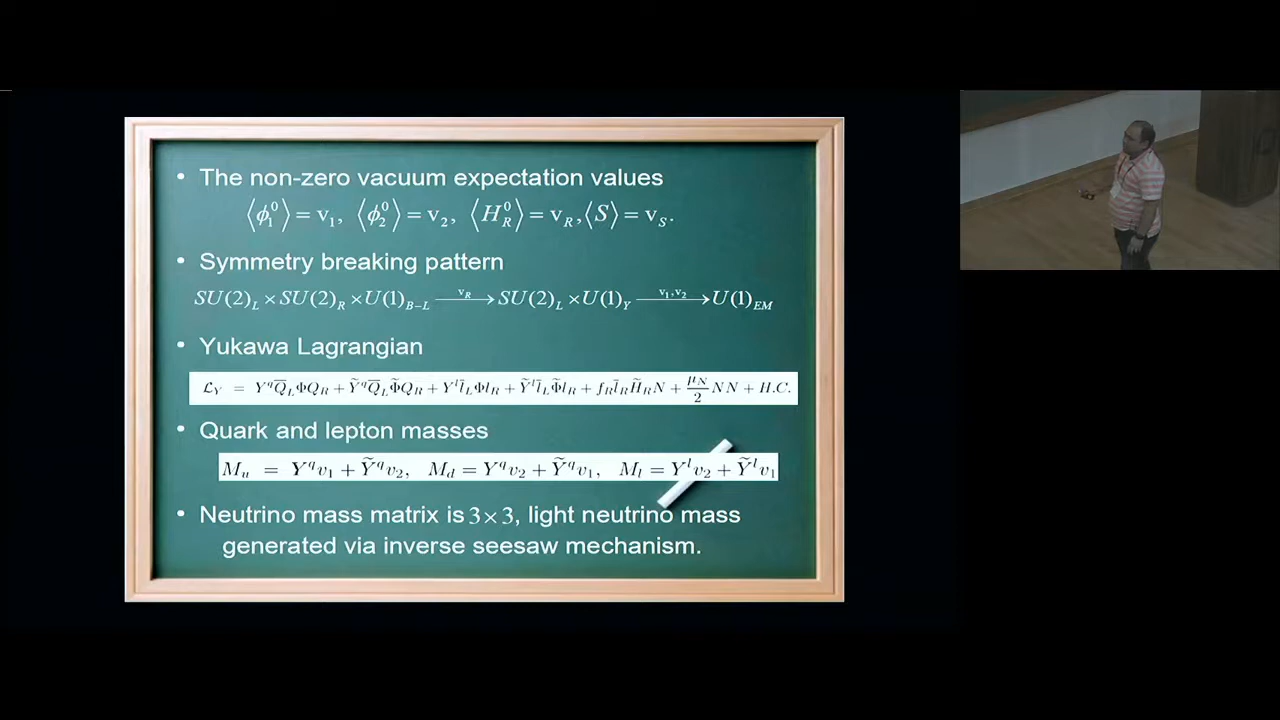 • The non-zero vacuum expectation values
⟨ϕ₁⁰⟩ = v₁, ⟨ϕ₂⁰⟩ = v₂, ⟨H_R⁰⟩ = v_R, ⟨S⟩ = v_S.
• Symmetry breaking pattern
SU(2)_L × SU(2)_R × U(1)_{B−L} —v_R→ SU(2)_L × U(1)_Y —v₁,v₂→ U(1)_{EM}
• Yukawa Lagrangian
ℒ_Y = Y^q Q̅_L Φ Q_R + Ỹ^q Q̅_L Φ̃ Q_R + Y^l l̅_L Φ l_R + Ỹ^l l̅_L Φ̃ l_R + f_R l̅_R H̃_R N + μ_N/2 NN + H.C.
• Quark and lepton masses
M_u = Y^q v₁ + Ỹ^q v₂, M_d = Y^q v₂ + Ỹ^q v₁, M_l = Y^l v₂ + Ỹ^l v₁
• Neutrino mass matrix is 3×3, light neutrino mass
generated via inverse seesaw mechanism.